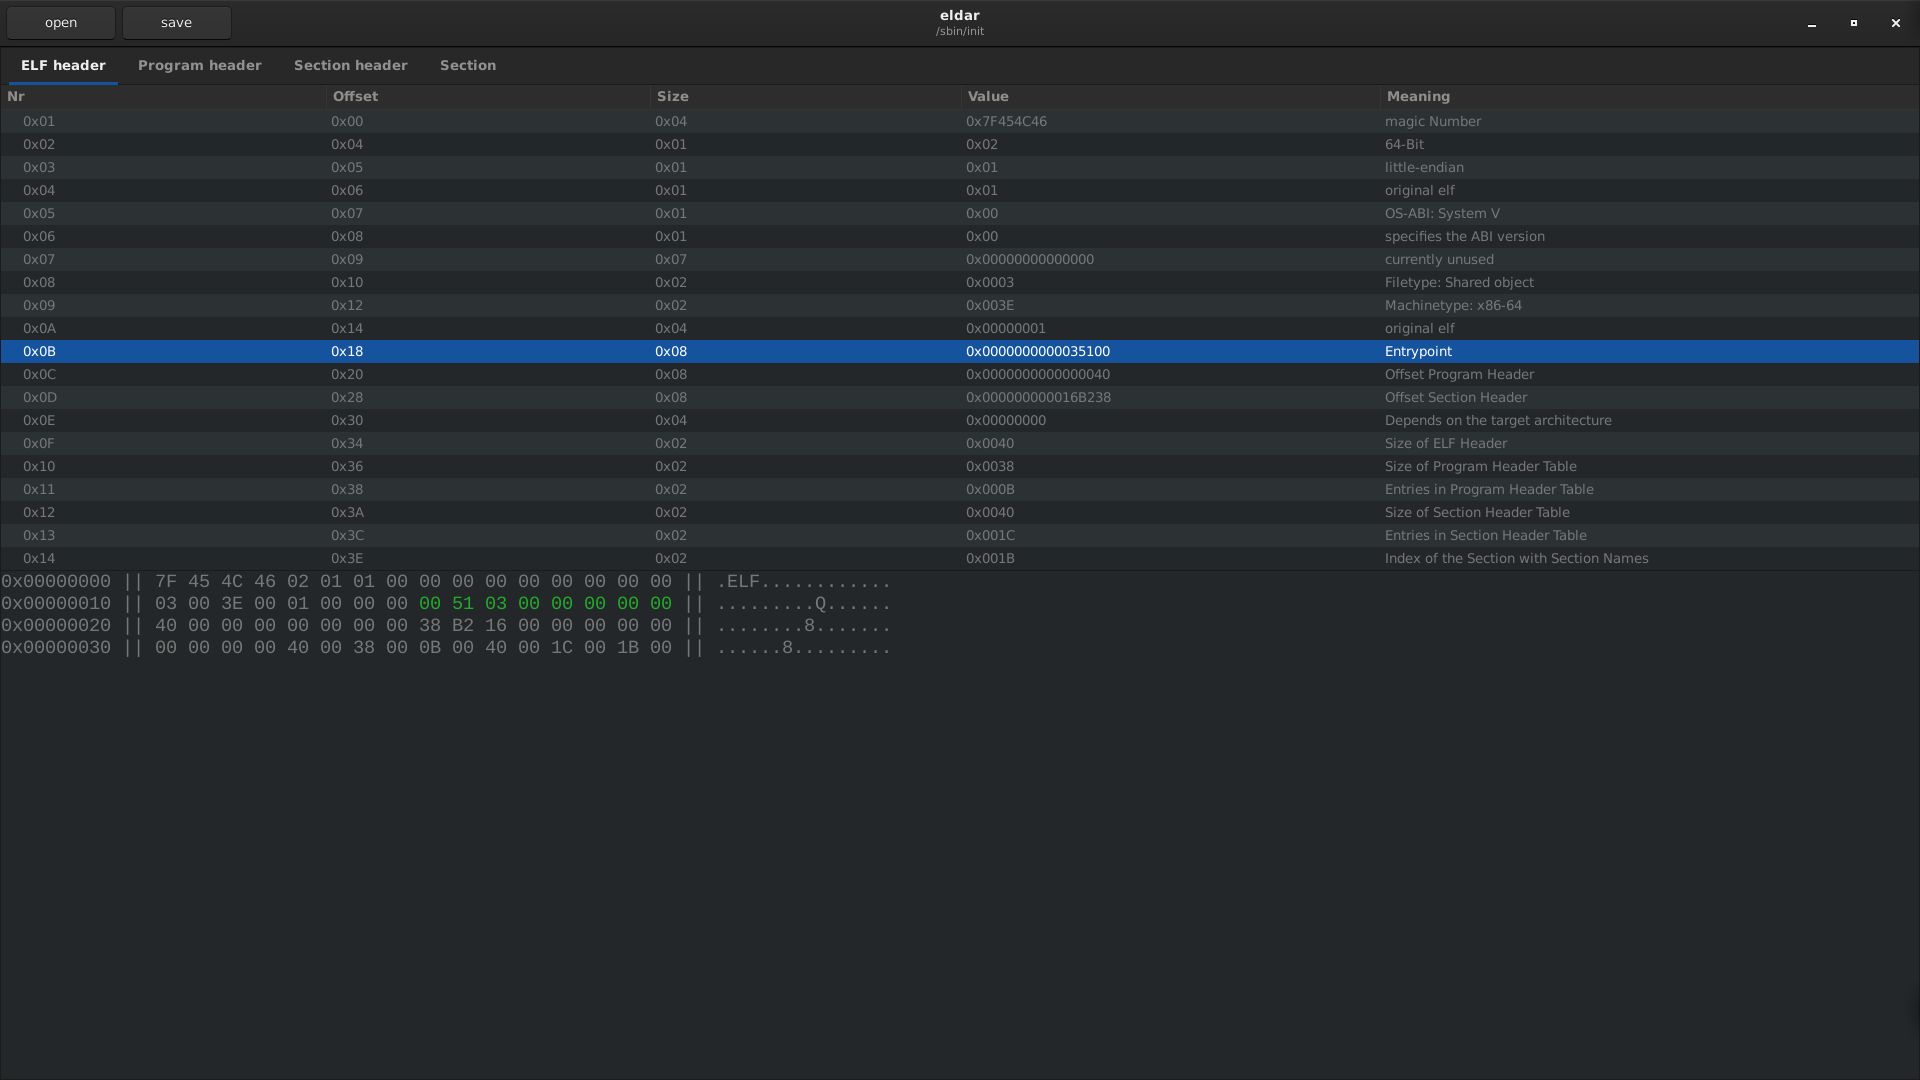 open save eldar
/sbin/init
ELF header Program header Section header Section
Nr Offset Size Value Meaning
0x01 0x00 0x04 0x7F454C46 magic Number
0x02 0x04 0x01 0x02 64-Bit
0x03 0x05 0x01 0x01 little-endian
0x04 0x06 0x01 0x01 original elf
0x05 0x07 0x01 0x00 OS-ABI: System V
0x06 0x08 0x01 0x00 specifies the ABI version
0x07 0x09 0x07 0x00000000000000 currently unused
0x08 0x10 0x02 0x0003 Filetype: Shared object
0x09 0x12 0x02 0x003E Machinetype: x86-64
0x0A 0x14 0x04 0x00000001 original elf
0x0B 0x18 0x08 0x0000000000035100 Entrypoint
0x0C 0x20 0x08 0x0000000000000040 Offset Program Header
0x0D 0x28 0x08 0x000000000016B238 Offset Section Header
0x0E 0x30 0x04 0x00000000 Depends on the target architecture
0x0F 0x34 0x02 0x0040 Size of ELF Header
0x10 0x36 0x02 0x0038 Size of Program Header Table
0x11 0x38 0x02 0x000B Entries in Program Header Table
0x12 0x3A 0x02 0x0040 Size of Section Header Table
0x13 0x3C 0x02 0x001C Entries in Section Header Table
0x14 0x3E 0x02 0x001B Index of the Section with Section Names
0x00000000 || 7F 45 4C 46 02 01 01 00 00 00 00 00 00 00 00 00 || .ELF............
0x00000010 || 03 00 3E 00 01 00 00 00 00 51 03 00 00 00 00 00 || .........Q......
0x00000020 || 40 00 00 00 00 00 00 00 38 B2 16 00 00 00 00 00 || ........8.......
0x00000030 || 00 00 00 00 40 00 38 00 0B 00 40 00 1C 00 1B 00 || ......8.........